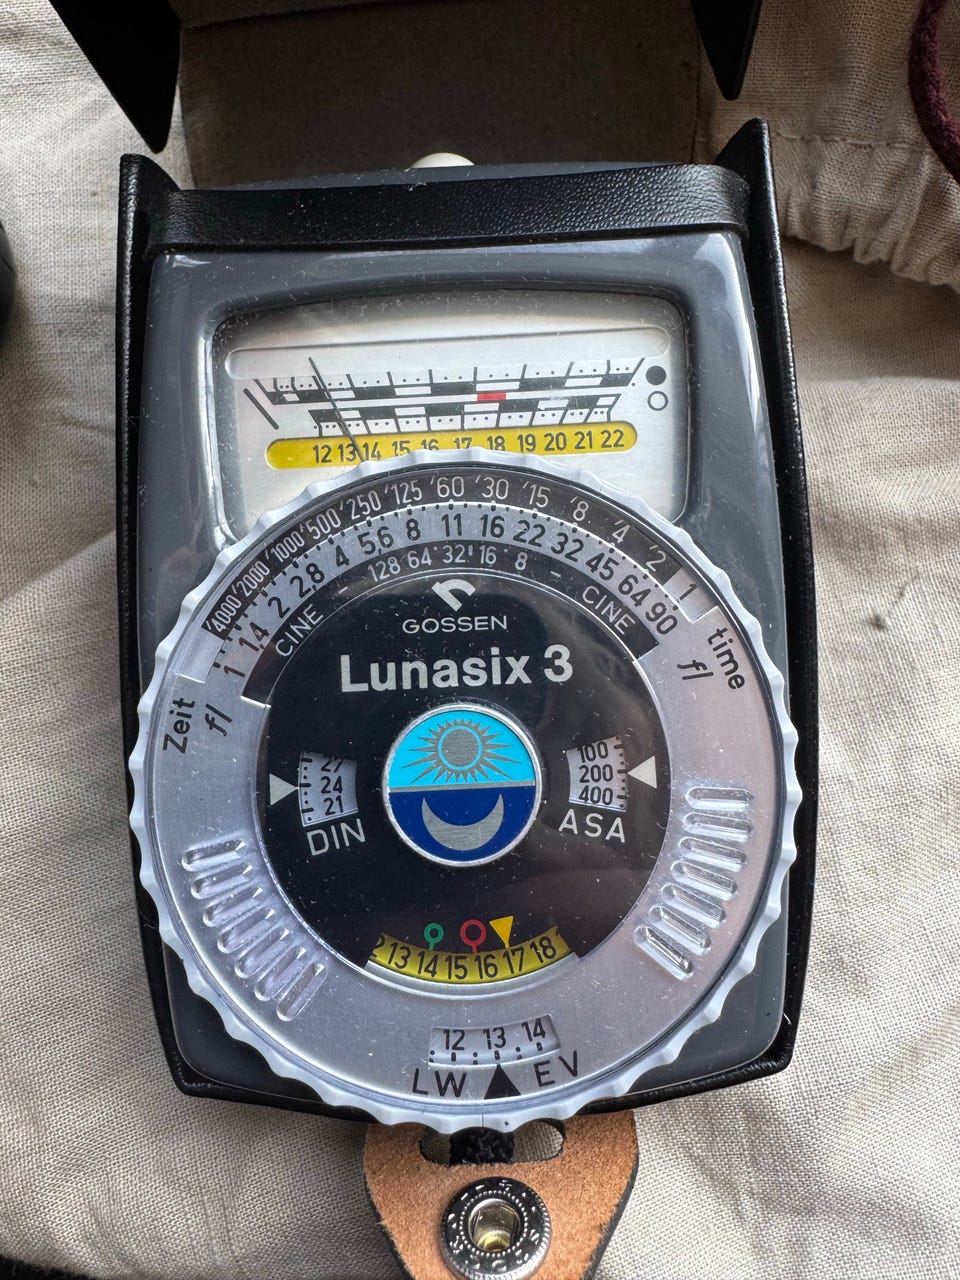 12 13 14 15 16 17 18 19 20 21 22
4000 '2000 '1000 '500 '250 '125 '60 '30 '15 '8 '4 '2 1
1 1,4 2 2,8 4 5,6 8 11 16 22 32 45 64 90
CINE 128 64 32 16 8 CINE
GOSSEN
Lunasix 3
Zeit
f/
time
f/
27
24
21
DIN
100
200
400
ASA
13 14 15 16 17 18
12 13 14
LW EV